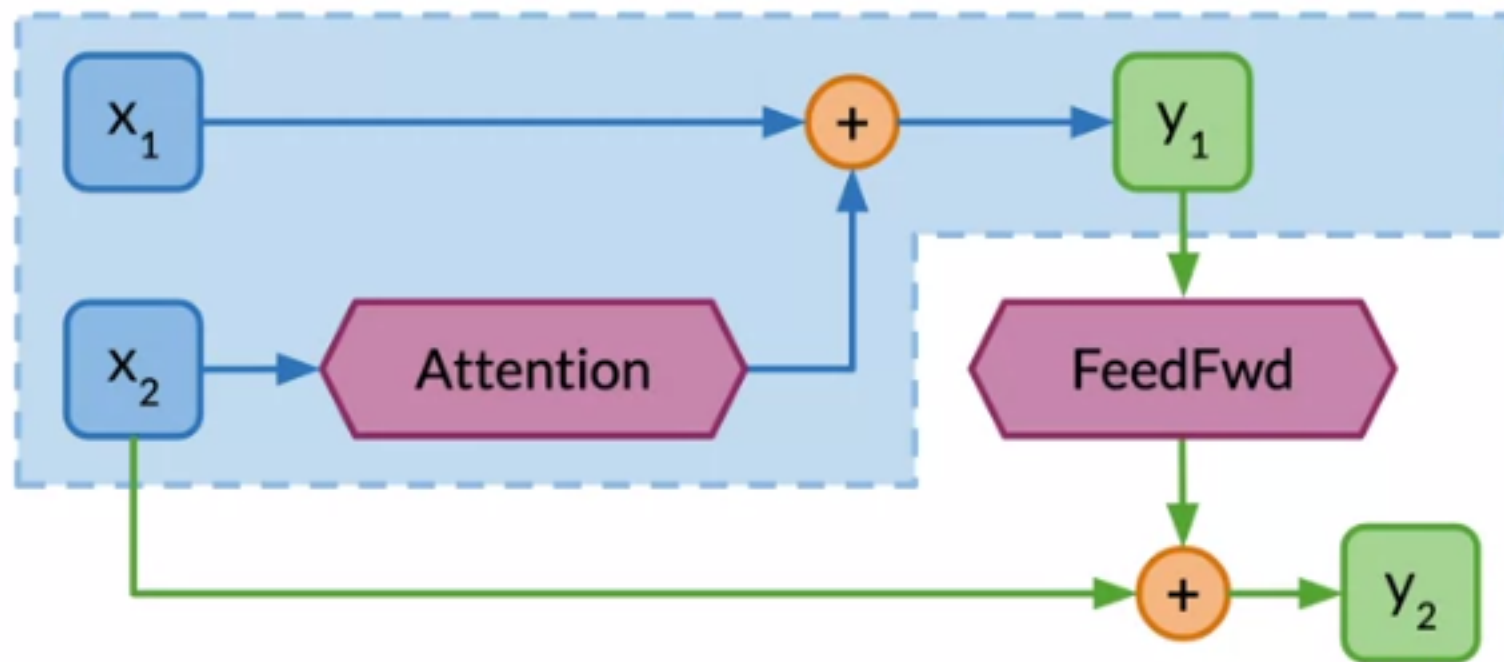 x₁
+
y₁
x₂
Attention
FeedFwd
+
y₂